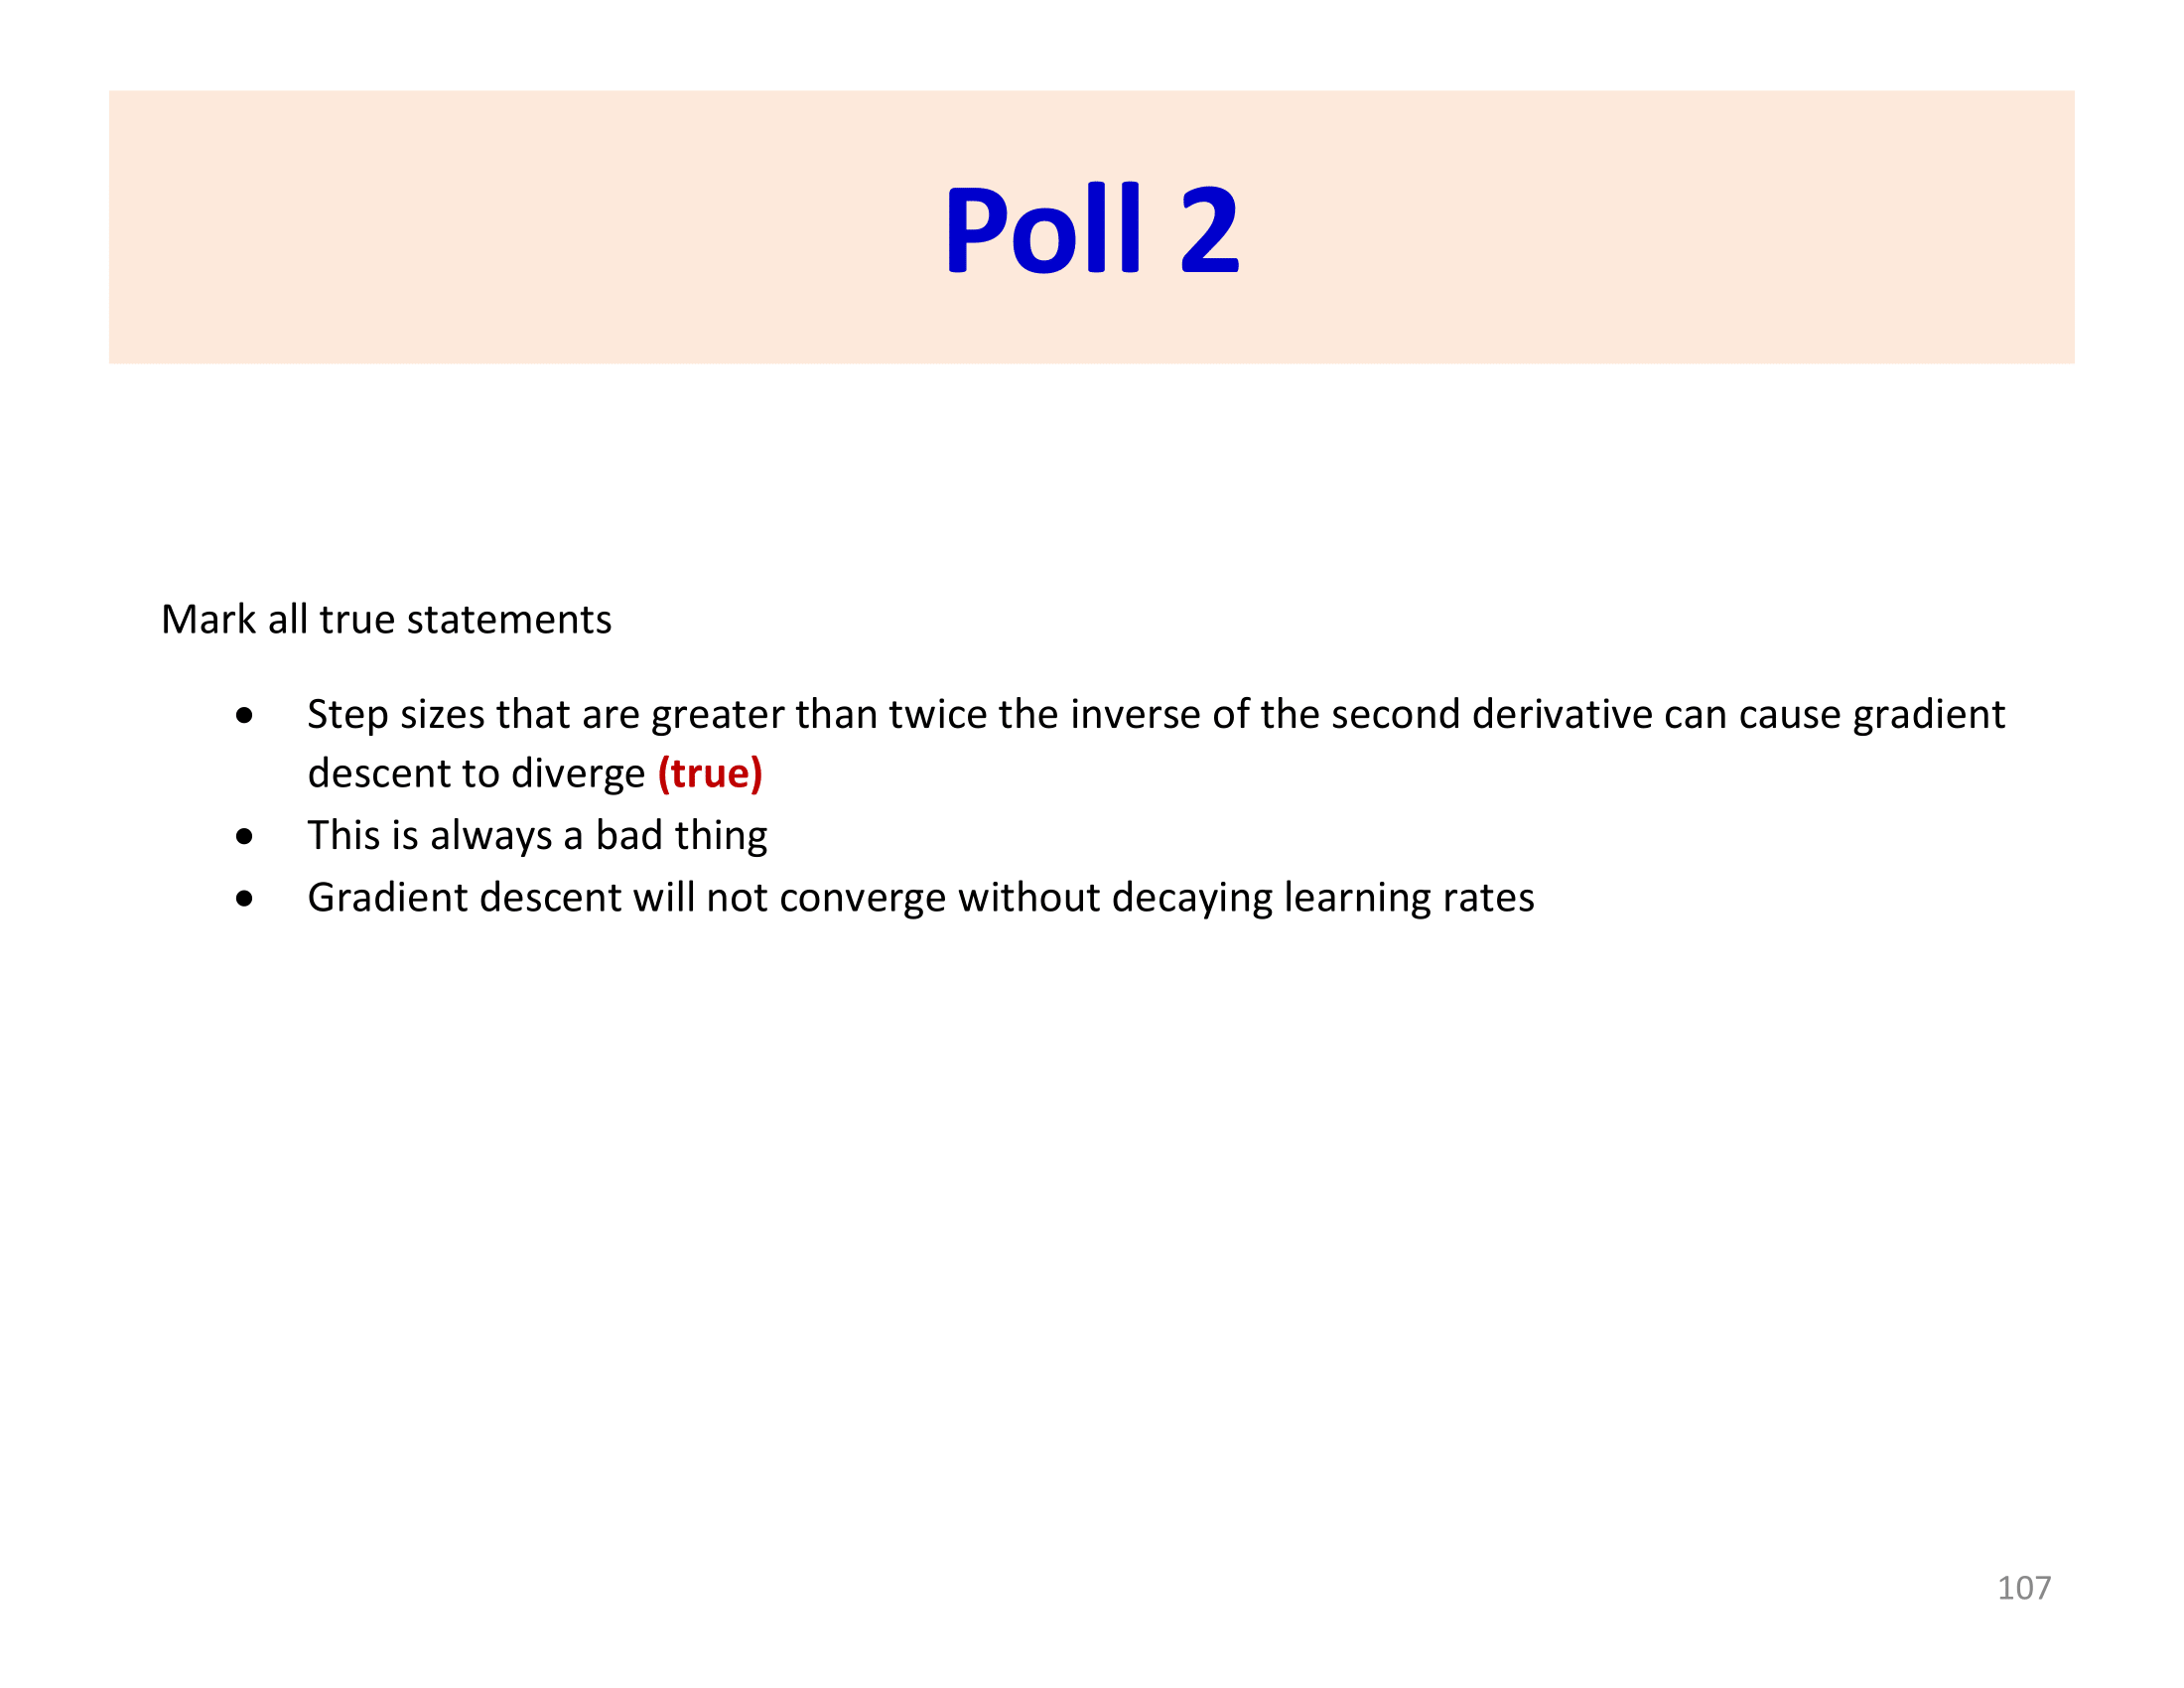 Poll 2
Mark all true statements
● Step sizes that are greater than twice the inverse of the second derivative can cause gradient
descent to diverge (true)
● This is always a bad thing
● Gradient descent will not converge without decaying learning rates
107